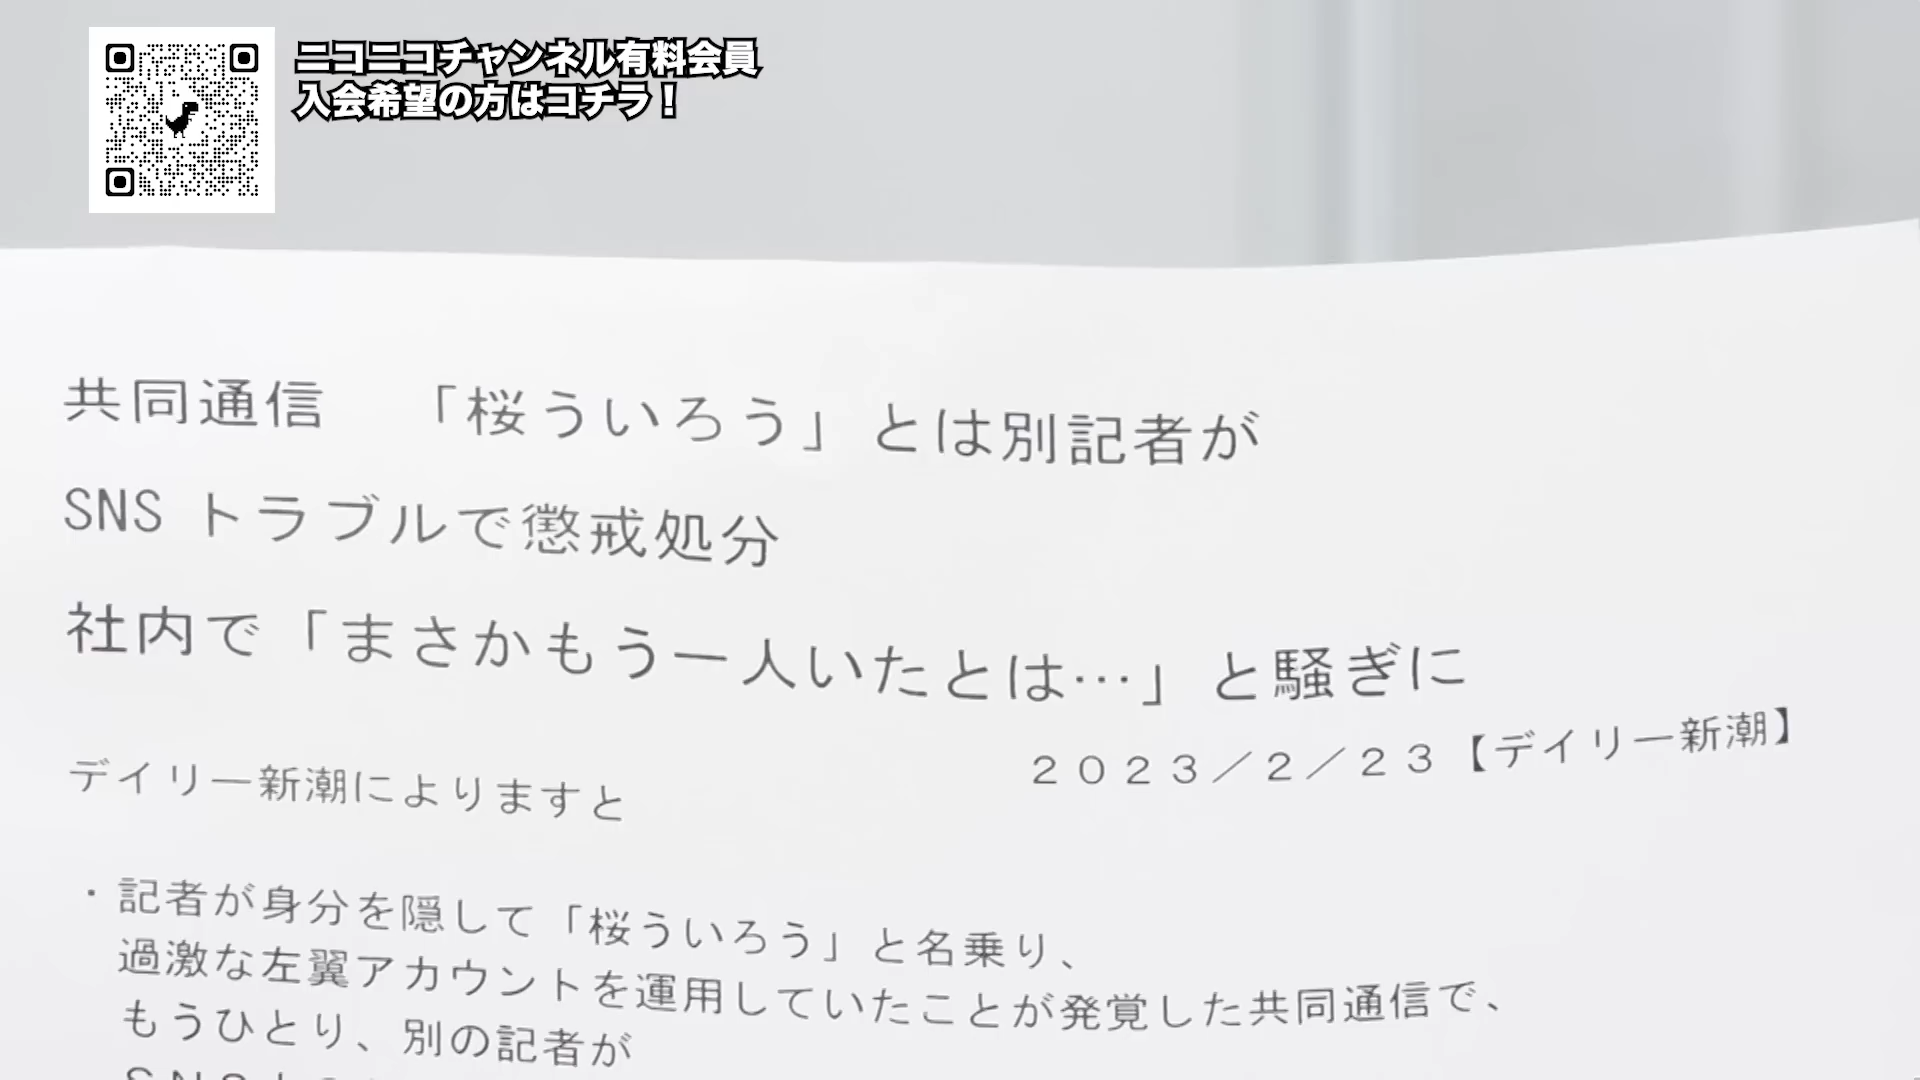 ニコニコチャンネル有料会員
入会希望の方はコチラ！
共同通信　「桜ういろう」とは別記者が
SNS トラブルで懲戒処分
社内で「まさかもう一人いたとは…」と騒ぎに
２０２３／２／２３【デイリー新潮】
デイリー新潮によりますと
・記者が身分を隠して「桜ういろう」と名乗り、
過激な左翼アカウントを運用していたことが発覚した共同通信で、
もうひとり、別の記者が